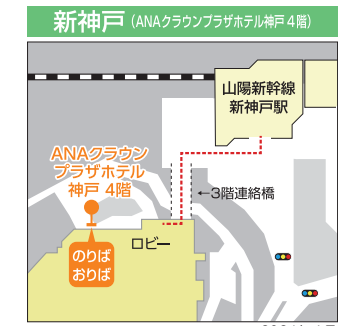 新神戸（ANAクラウンプラザホテル神戸４階）
山陽新幹線
新神戸駅
ANAクラウン
プラザホテル
神戸 4階
←3階連絡橋
ロビー
のりば
おりば